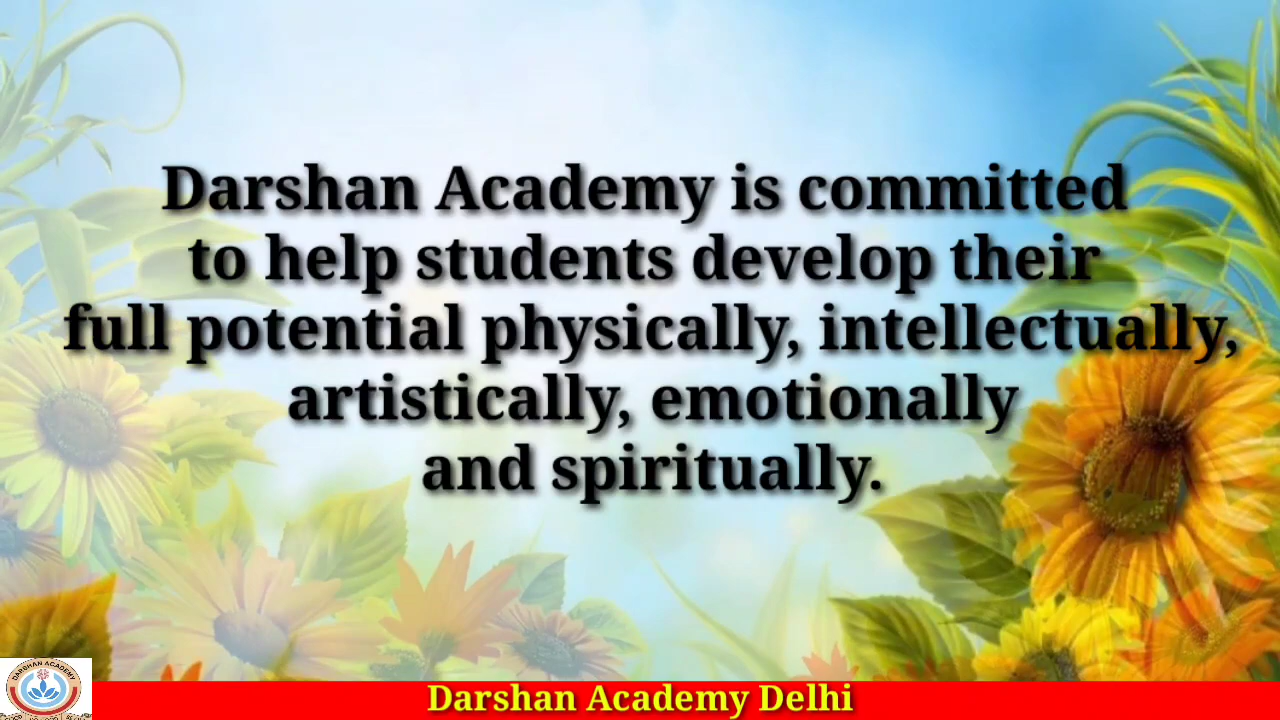 Darshan Academy is committed
to help students develop their
full potential physically, intellectually,
artistically, emotionally
and spiritually.
DARSHAN ACADEMY
Darshan Academy Delhi